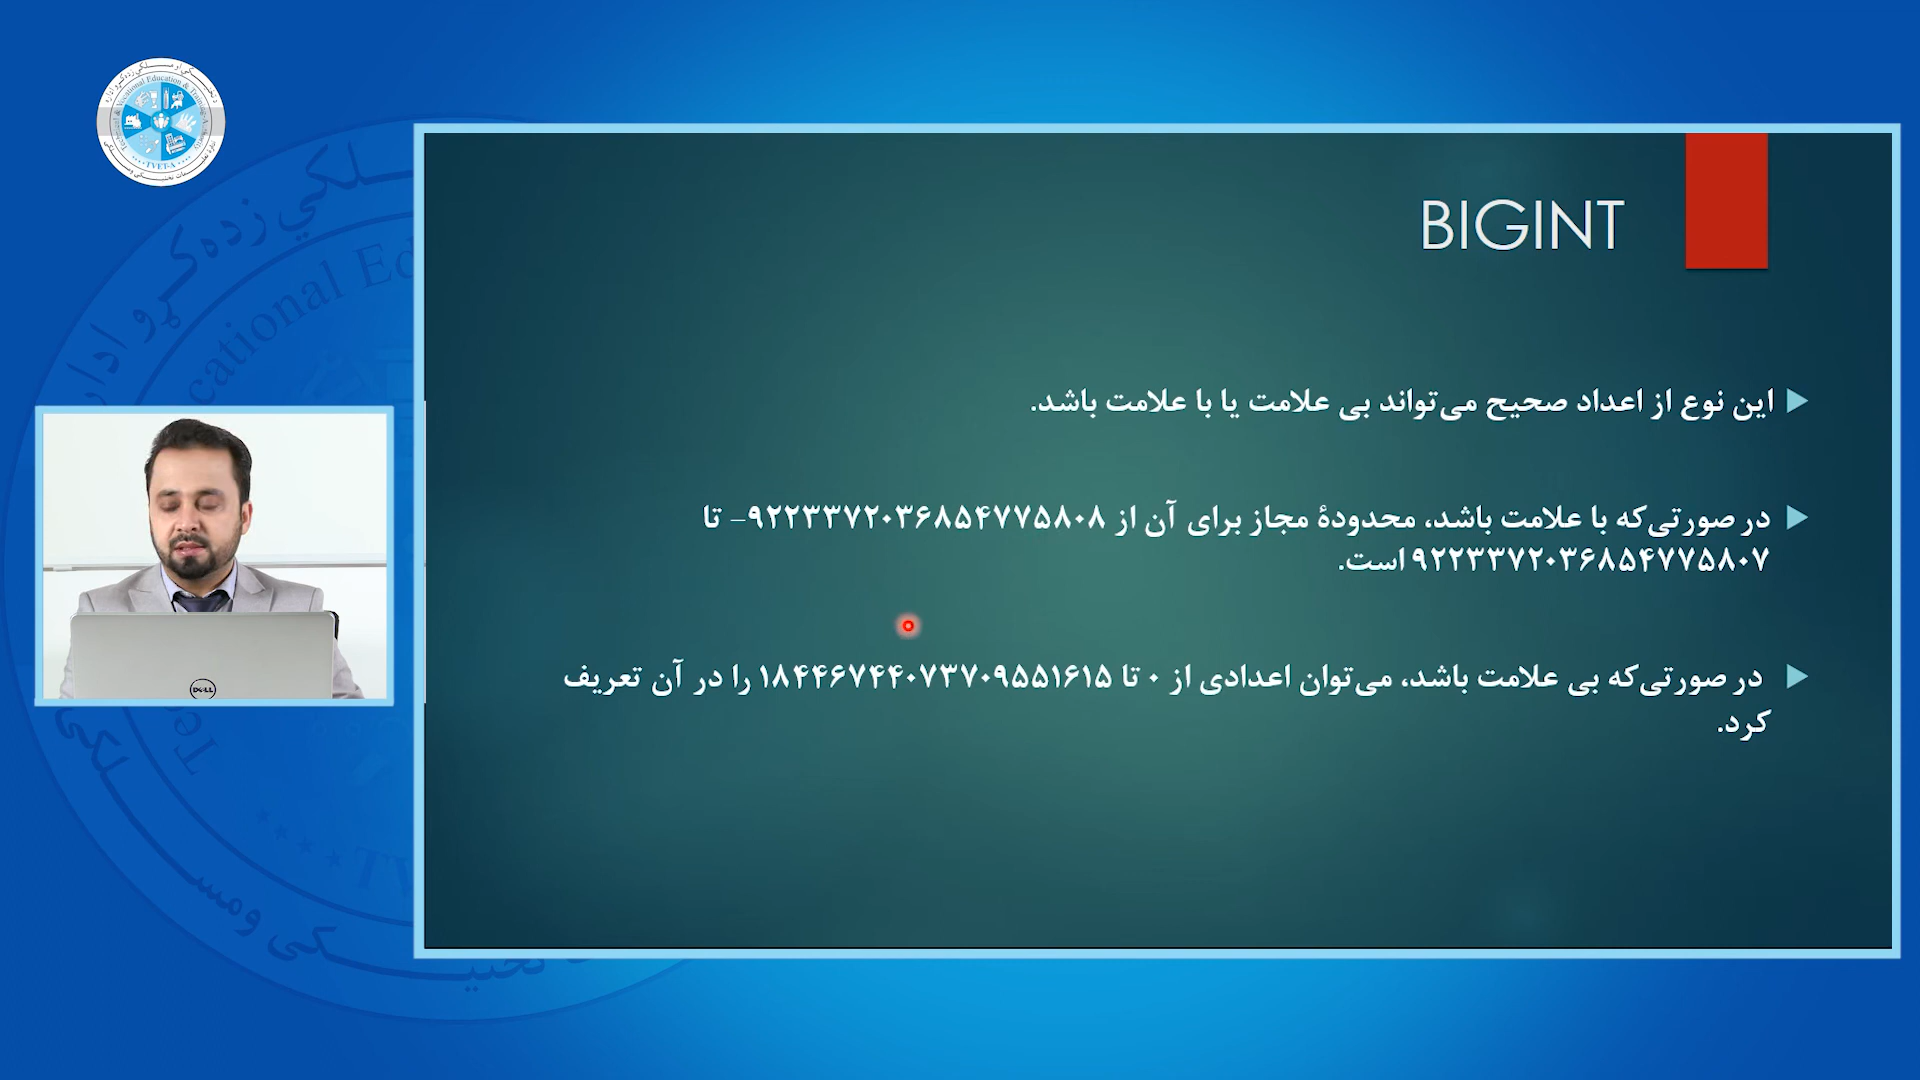 BIGINT
این نوع از اعداد صحیح می‌تواند بی علامت یا با علامت باشد.
در صورتی‌که با علامت باشد، محدودهٔ مجاز برای آن از ۹۲۲۳۳۷۲۰۳۶۸۵۴۷۷۵۸۰۸– تا
۹۲۲۳۳۷۲۰۳۶۸۵۴۷۷۵۸۰۷ است.
در صورتی‌که بی علامت باشد، می‌توان اعدادی از ۰ تا ۱۸۴۴۶۷۴۴۰۷۳۷۰۹۵۵۱۶۱۵ را در آن تعریف
کرد.
DELL
TVET-A